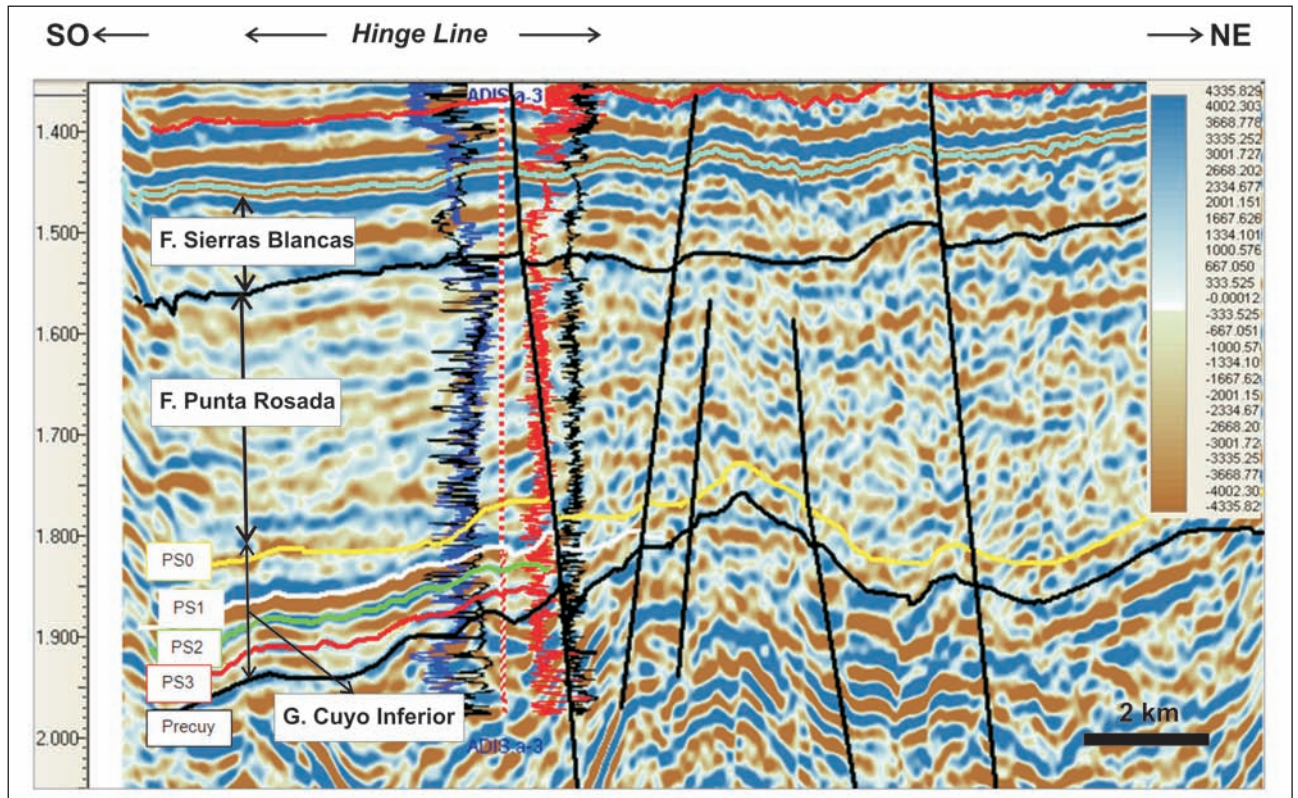 SO
Hinge Line
NE
ADIS.a-3
1.400
1.500
1.600
1.700
1.800
1.900
2.000
F. Sierras Blancas
F. Punta Rosada
PS0
PS1
PS2
PS3
Precuy
G. Cuyo Inferior
ADIS.a-3
2 km
4335.829
4002.303
3668.778
3335.252
3001.727
2668.202
2334.677
2001.151
1667.626
1334.101
1000.576
667.050
333.525
-0.00012
-333.525
-667.051
-1000.57
-1334.10
-1667.62
-2001.15
-2334.67
-2668.20
-3001.72
-3335.25
-3668.77
-4002.30
-4335.82